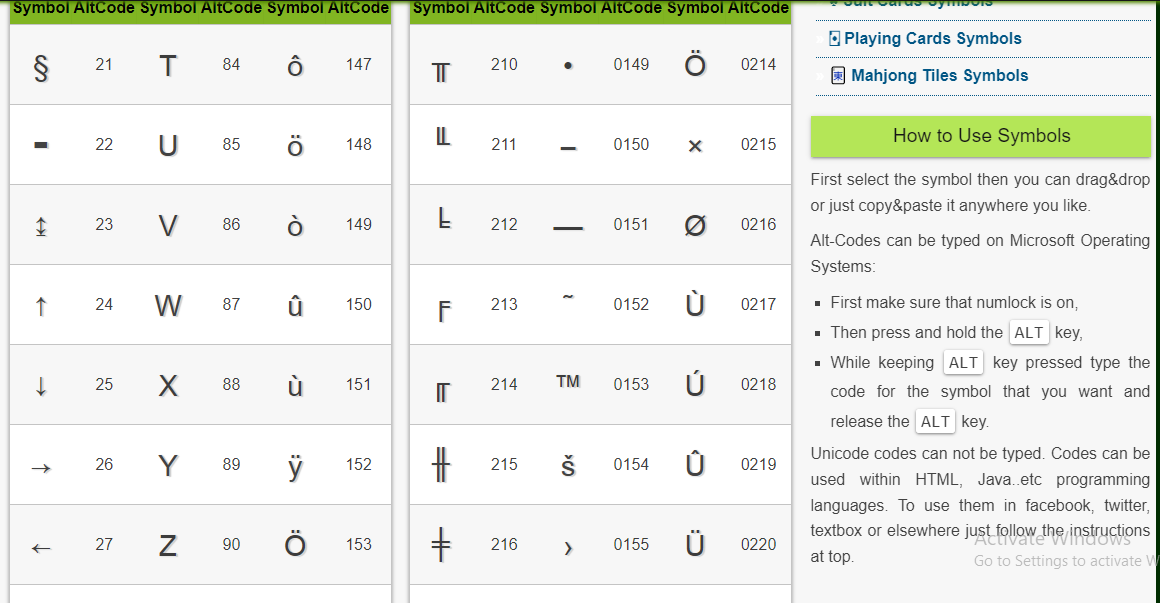 Symbol AltCode Symbol AltCode Symbol AltCode
§ 21 T 84 ô 147
▬ 22 U 85 ö 148
↨ 23 V 86 ò 149
↑ 24 W 87 û 150
↓ 25 X 88 ù 151
→ 26 Y 89 ÿ 152
← 27 Z 90 Ö 153
Symbol AltCode Symbol AltCode Symbol AltCode
╥ 210 • 0149 Ö 0214
╙ 211 – 0150 × 0215
╘ 212 — 0151 Ø 0216
╒ 213 ˜ 0152 Ù 0217
╓ 214 ™ 0153 Ú 0218
╫ 215 š 0154 Û 0219
╪ 216 › 0155 Ü 0220
Suit Cards Symbols
🂡 Playing Cards Symbols
🀀 Mahjong Tiles Symbols
How to Use Symbols
First select the symbol then you can drag&drop
or just copy&paste it anywhere you like.
Alt-Codes can be typed on Microsoft Operating
Systems:
▪ First make sure that numlock is on,
▪ Then press and hold the ALT key,
▪ While keeping ALT key pressed type the
code for the symbol that you want and
release the ALT key.
Unicode codes can not be typed. Codes can be
used within HTML, Java..etc programming
languages. To use them in facebook, twitter,
textbox or elsewhere just follow the instructions
at top.
Activate Windows
Go to Settings to activate W